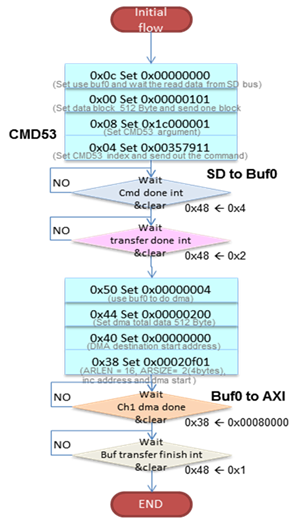 Initial
flow
0x0c Set 0x00000000
(Set use buf0 and wait the read data from SD bus)
0x00 Set 0x00000101
(Set data block 512 Byte and send one block
CMD53
0x08 Set 0x1c000001
(Set CMD53 argument)
0x04 Set 0x00357911
(Set CMD53 index and send out the command)
SD to Buf0
NO
Wait
Cmd done int
&clear
0x48 ← 0x4
NO
Wait
transfer done int
&clear
0x48 ← 0x2
0x50 Set 0x00000004
(use buf0 to do dma)
0x44 Set 0x00000200
(Set dma total data 512 Byte)
0x40 Set 0x00000000
(DMA destination start address)
0x38 Set 0x00020f01
(ARLEN = 16, ARSIZE= 2(4bytes),
inc address and dma start )
Buf0 to AXI
NO
Wait
Ch1 dma done
&clear
0x38 ← 0x00080000
NO
Wait
Buf transfer finish int
&clear
0x48 ← 0x1
END